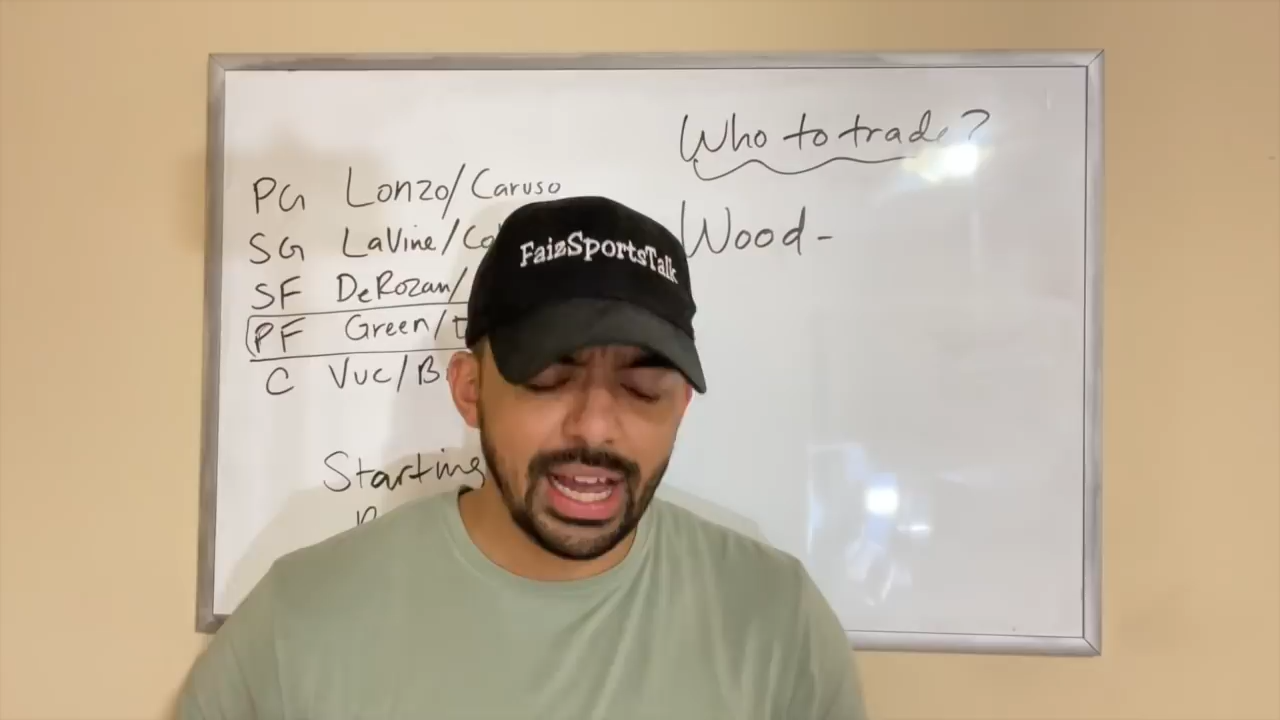 Who to trade?
PG Lonzo/Caruso
SG LaVine/
SF DeRozan/
PF Green/
C Vuc/B
Starting
Wood -
FaizSportsTalk